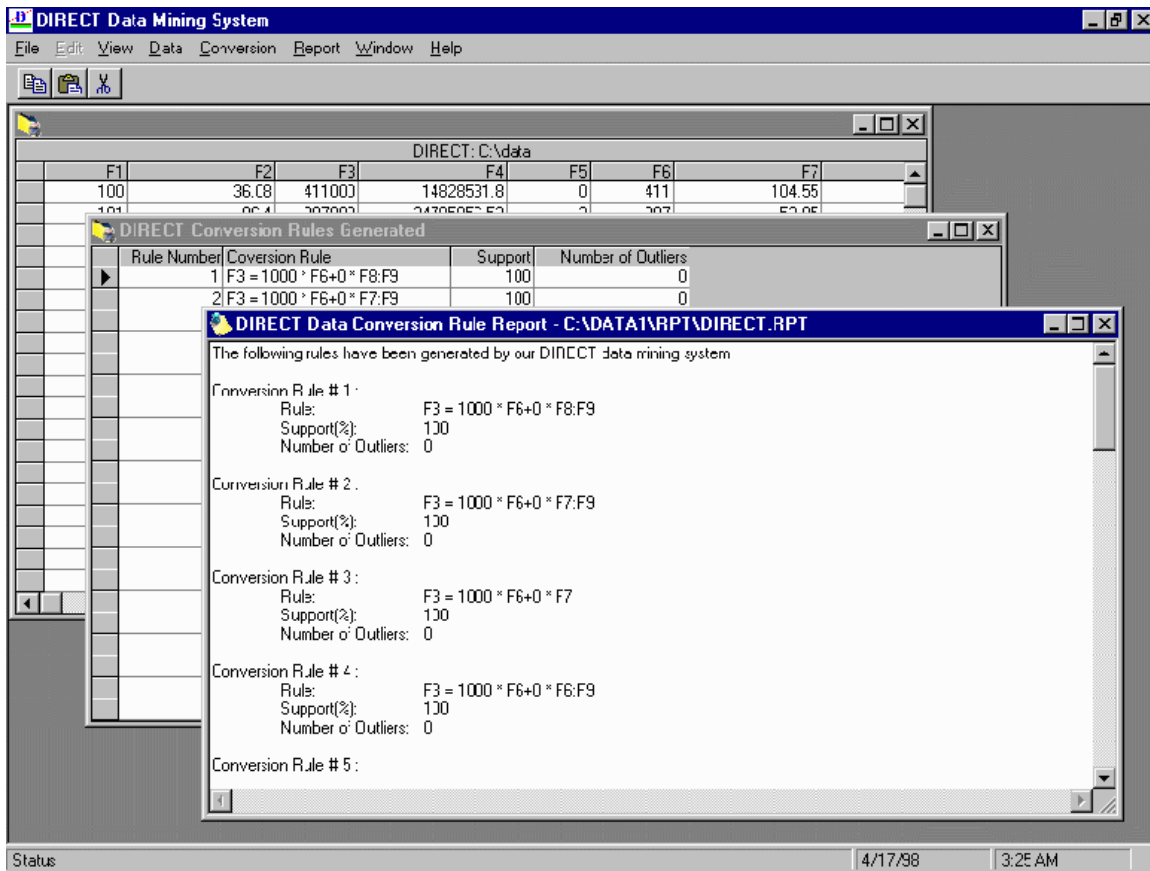 DIRECT Data Mining System
File Edit View Data Conversion Report Window Help
DIRECT: C:\data
F1 F2 F3 F4 F5 F6 F7
100 36.08 411000 14828531.8 0 411 104.55
DIRECT Conversion Rules Generated
Rule Number Coversion Rule Support Number of Outliers
1 F3 = 1000 * F6+0 * F8:F9 100 0
2 F3 = 1000 * F6+0 * F7:F9 100 0
DIRECT Data Conversion Rule Report - C:\DATA1\RPT\DIRECT.RPT
The following rules have been generated by our DIRECT data mining system
Conversion Rule # 1 :
Rule: F3 = 1000 * F6+0 * F8:F9
Support(%): 100
Number of Outliers: 0
Conversion Rule # 2 :
Rule: F3 = 1000 * F6+0 * F7:F9
Support(%): 100
Number of Outliers: 0
Conversion Rule # 3 :
Rule: F3 = 1000 * F6+0 * F7
Support(%): 100
Number of Outliers: 0
Conversion Rule # 4 :
Rule: F3 = 1000 * F6+0 * F6:F9
Support(%): 100
Number of Outliers: 0
Conversion Rule # 5 :
Status 4/17/98 3:25 AM